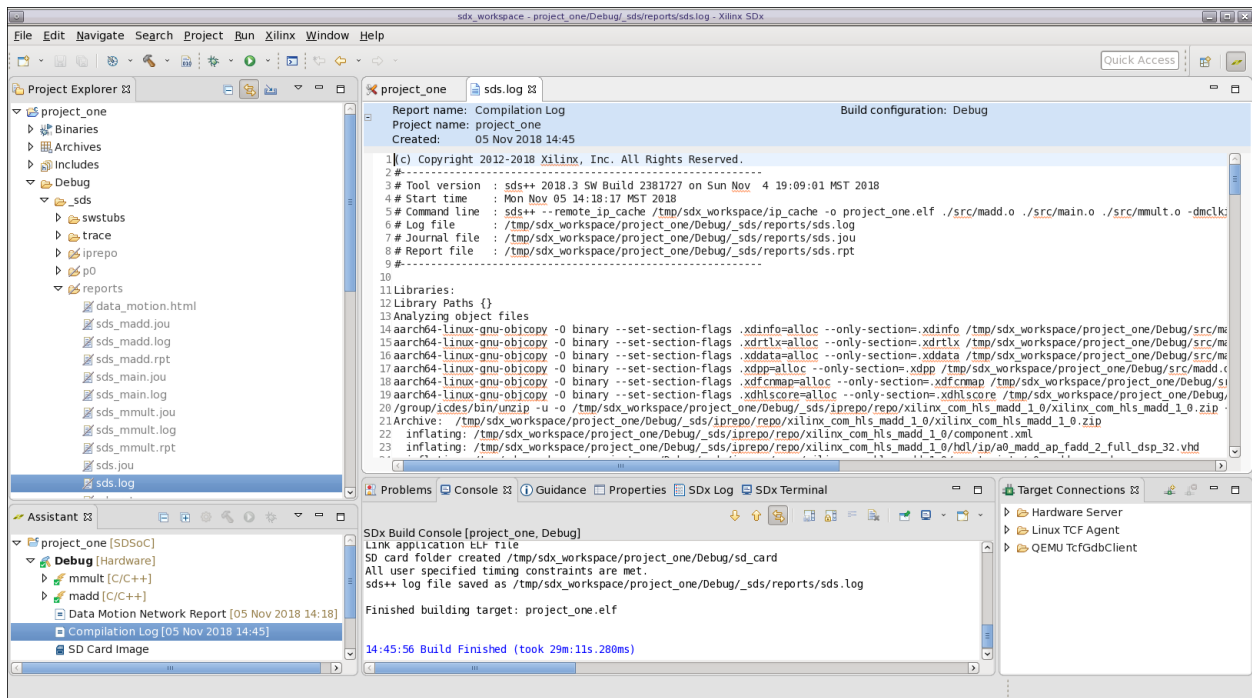 sdx_workspace - project_one/Debug/_sds/reports/sds.log - Xilinx SDx
File Edit Navigate Search Project Run Xilinx Window Help
Quick Access
Project Explorer
project_one
Binaries
Archives
Includes
Debug
_sds
swstubs
trace
iprepo
p0
reports
data_motion.html
sds_madd.jou
sds_madd.log
sds_madd.rpt
sds_main.jou
sds_main.log
sds_mmult.jou
sds_mmult.log
sds_mmult.rpt
sds.jou
sds.log
Assistant
project_one [SDSoC]
Debug [Hardware]
mmult [C/C++]
madd [C/C++]
Data Motion Network Report [05 Nov 2018 14:18]
Compilation Log [05 Nov 2018 14:45]
SD Card Image
project_one sds.log
Report name: Compilation Log Build configuration: Debug
Project name: project_one
Created: 05 Nov 2018 14:45
1 (c) Copyright 2012-2018 Xilinx, Inc. All Rights Reserved.
2 #-----------------------------------------------------------
3 # Tool version : sds++ 2018.3 SW Build 2381727 on Sun Nov 4 19:09:01 MST 2018
4 # Start time : Mon Nov 05 14:18:17 MST 2018
5 # Command line : sds++ --remote_ip_cache /tmp/sdx_workspace/ip_cache -o project_one.elf ./src/madd.o ./src/main.o ./src/mmult.o -dmclki
6 # Log file : /tmp/sdx_workspace/project_one/Debug/_sds/reports/sds.log
7 # Journal file : /tmp/sdx_workspace/project_one/Debug/_sds/reports/sds.jou
8 # Report file : /tmp/sdx_workspace/project_one/Debug/_sds/reports/sds.rpt
9 #-----------------------------------------------------------
10
11 Libraries:
12 Library Paths {}
13 Analyzing object files
14 aarch64-linux-gnu-objcopy -O binary --set-section-flags .xdinfo=alloc --only-section=.xdinfo /tmp/sdx_workspace/project_one/Debug/src/ma
15 aarch64-linux-gnu-objcopy -O binary --set-section-flags .xdrtlx=alloc --only-section=.xdrtlx /tmp/sdx_workspace/project_one/Debug/src/ma
16 aarch64-linux-gnu-objcopy -O binary --set-section-flags .xddata=alloc --only-section=.xddata /tmp/sdx_workspace/project_one/Debug/src/ma
17 aarch64-linux-gnu-objcopy -O binary --set-section-flags .xdpp=alloc --only-section=.xdpp /tmp/sdx_workspace/project_one/Debug/src/madd.o
18 aarch64-linux-gnu-objcopy -O binary --set-section-flags .xdfcnmap=alloc --only-section=.xdfcnmap /tmp/sdx_workspace/project_one/Debug/sr
19 aarch64-linux-gnu-objcopy -O binary --set-section-flags .xdhlscore=alloc --only-section=.xdhlscore /tmp/sdx_workspace/project_one/Debug/
20 /group/icdes/bin/unzip -u -o /tmp/sdx_workspace/project_one/Debug/_sds/iprepo/repo/xilinx_com_hls_madd_1_0/xilinx_com_hls_madd_1_0.zip -
21 Archive: /tmp/sdx_workspace/project_one/Debug/_sds/iprepo/repo/xilinx_com_hls_madd_1_0/xilinx_com_hls_madd_1_0.zip
22 inflating: /tmp/sdx_workspace/project_one/Debug/_sds/iprepo/repo/xilinx_com_hls_madd_1_0/component.xml
23 inflating: /tmp/sdx_workspace/project_one/Debug/_sds/iprepo/repo/xilinx_com_hls_madd_1_0/hdl/ip/a0_madd_ap_fadd_2_full_dsp_32.vhd
Problems Console Guidance Properties SDx Log SDx Terminal
SDx Build Console [project_one, Debug]
Link application ELF file
SD card folder created /tmp/sdx_workspace/project_one/Debug/sd_card
All user specified timing constraints are met.
sds++ log file saved as /tmp/sdx_workspace/project_one/Debug/_sds/reports/sds.log
Finished building target: project_one.elf
14:45:56 Build Finished (took 29m:11s.280ms)
Target Connections
Hardware Server
Linux TCF Agent
QEMU TcfGdbClient